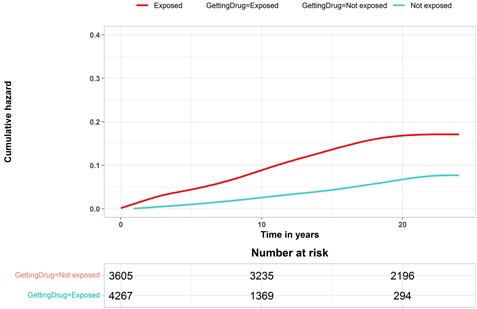 Exposed GettingDrug=Exposed GettingDrug=Not exposed Not exposed
Cumulative hazard
0.4
0.3
0.2
0.1
0.0
0 10 20
Time in years
Number at risk
GettingDrug=Not exposed 3605 3235 2196
GettingDrug=Exposed 4267 1369 294